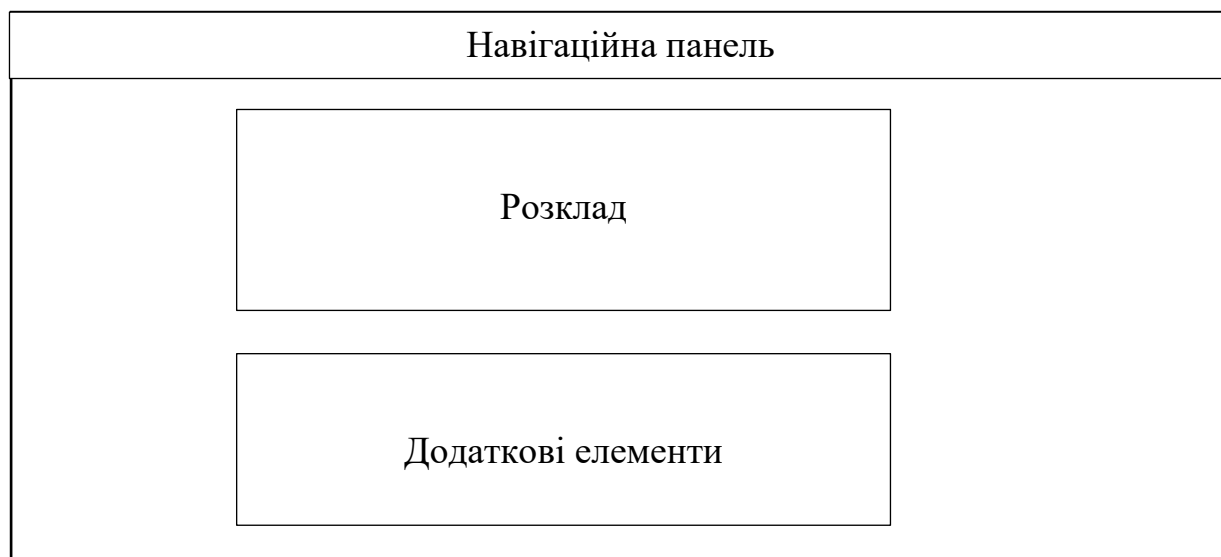 Навігаційна панель
Розклад
Додаткові елементи